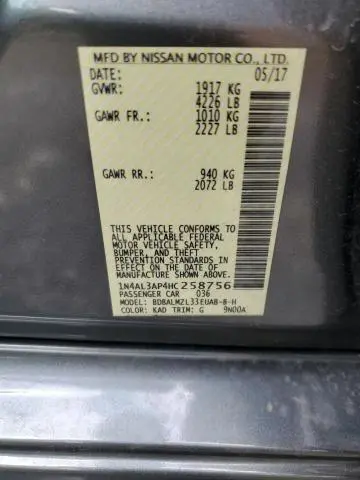 MFD BY NISSAN MOTOR CO., LTD.
DATE: 05/17
GVWR: 1917 KG
4226 LB
GAWR FR.: 1010 KG
2227 LB
GAWR RR.: 940 KG
2072 LB
THIS VEHICLE CONFORMS TO ALL
APPLICABLE FEDERAL MOTOR VEHICLE SAFETY,
BUMPER, AND THEFT
PREVENTION STANDARDS IN
EFFECT ON THE DATE OF
MANUFACTURE SHOWN ABOVE.
1N4AL3AP4HC258756
PASSENGER CAR 036
MODEL: BDBALMZL33EUAB-B-H
COLOR: KAD TRIM: G 9N00A